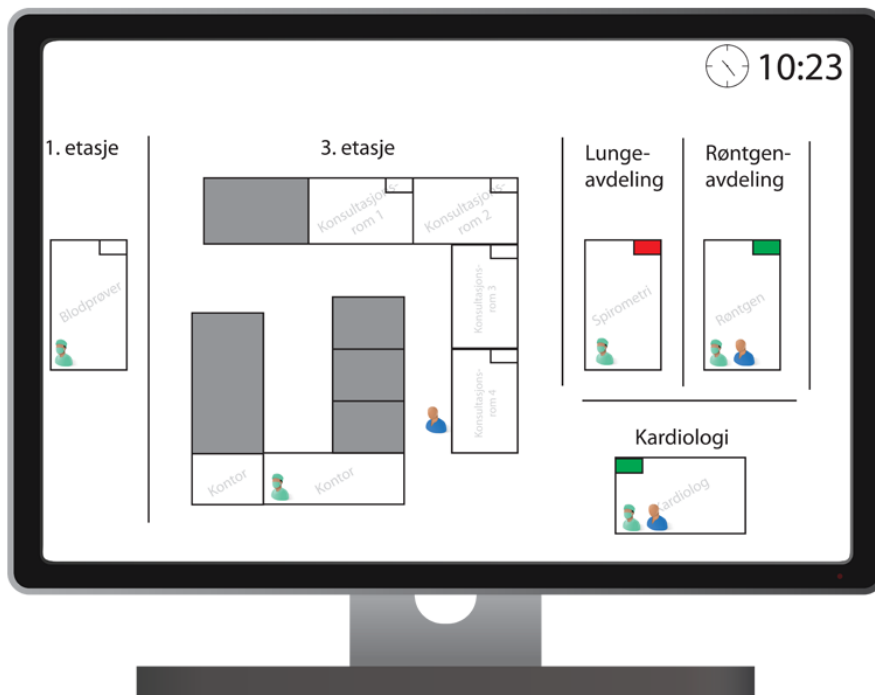 10:23
1. etasje
3. etasje
Lunge-
avdeling
Røntgen-
avdeling
Konsultasjons-
rom 1
Konsultasjons-
rom 2
Blodprøver
Konsultasjons-
rom 3
Spirometri
Røntgen
Konsultasjons-
rom 4
Kardiologi
Kontor
Kontor
Kardiolog